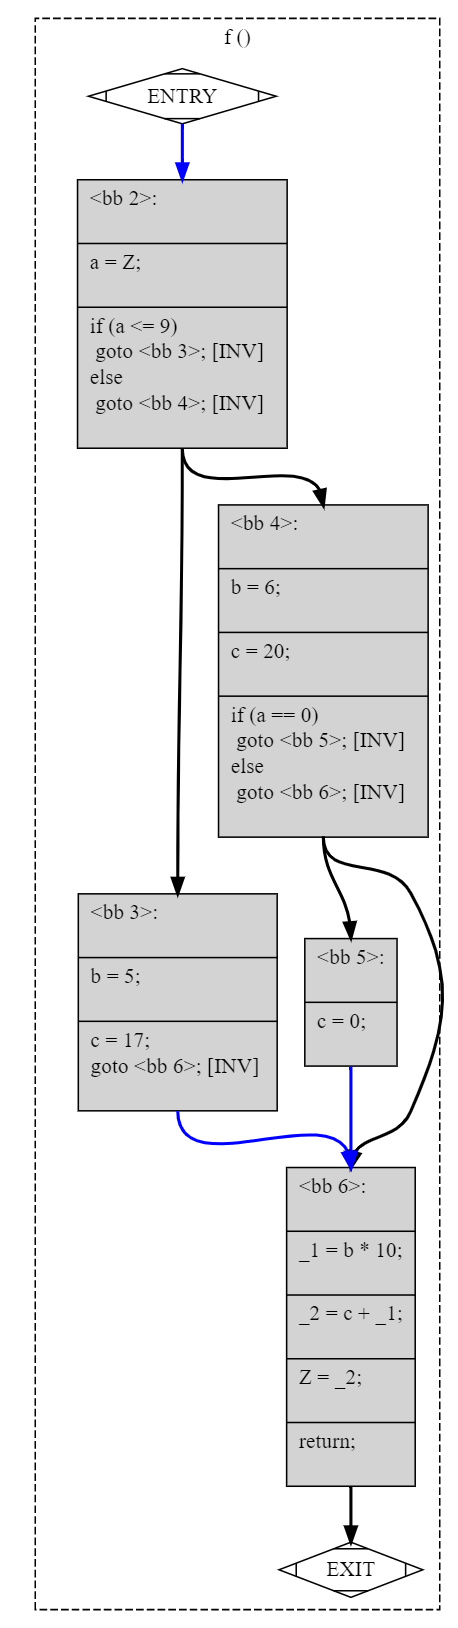 f ()
ENTRY
<bb 2>:
a = Z;
if (a <= 9)
goto <bb 3>; [INV]
else
goto <bb 4>; [INV]
<bb 4>:
b = 6;
c = 20;
if (a == 0)
goto <bb 5>; [INV]
else
goto <bb 6>; [INV]
<bb 3>:
b = 5;
c = 17;
goto <bb 6>; [INV]
<bb 5>:
c = 0;
<bb 6>:
_1 = b * 10;
_2 = c + _1;
Z = _2;
return;
EXIT